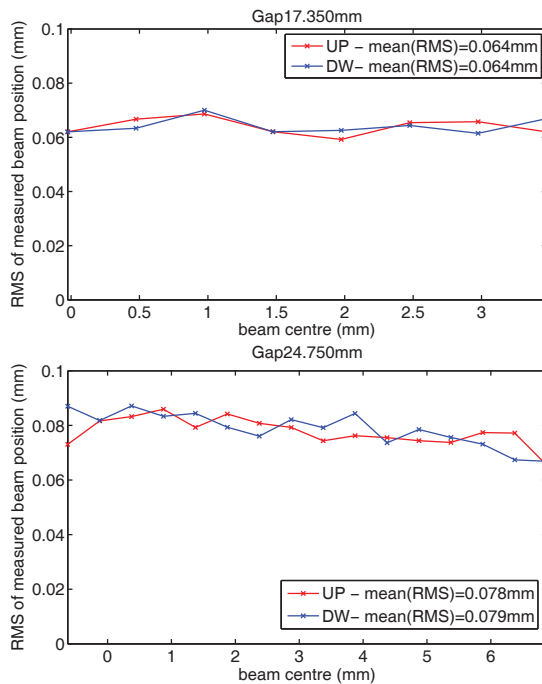 Gap17.350mm
RMS of measured beam position (mm)
0.1
0.08
0.06
0.04
0.02
0
UP – mean(RMS)=0.064mm
DW– mean(RMS)=0.064mm
0 0.5 1 1.5 2 2.5 3
beam centre (mm)
Gap24.750mm
RMS of measured beam position (mm)
0.1
0.08
0.06
0.04
0.02
0
UP – mean(RMS)=0.078mm
DW– mean(RMS)=0.079mm
0 1 2 3 4 5 6
beam centre (mm)